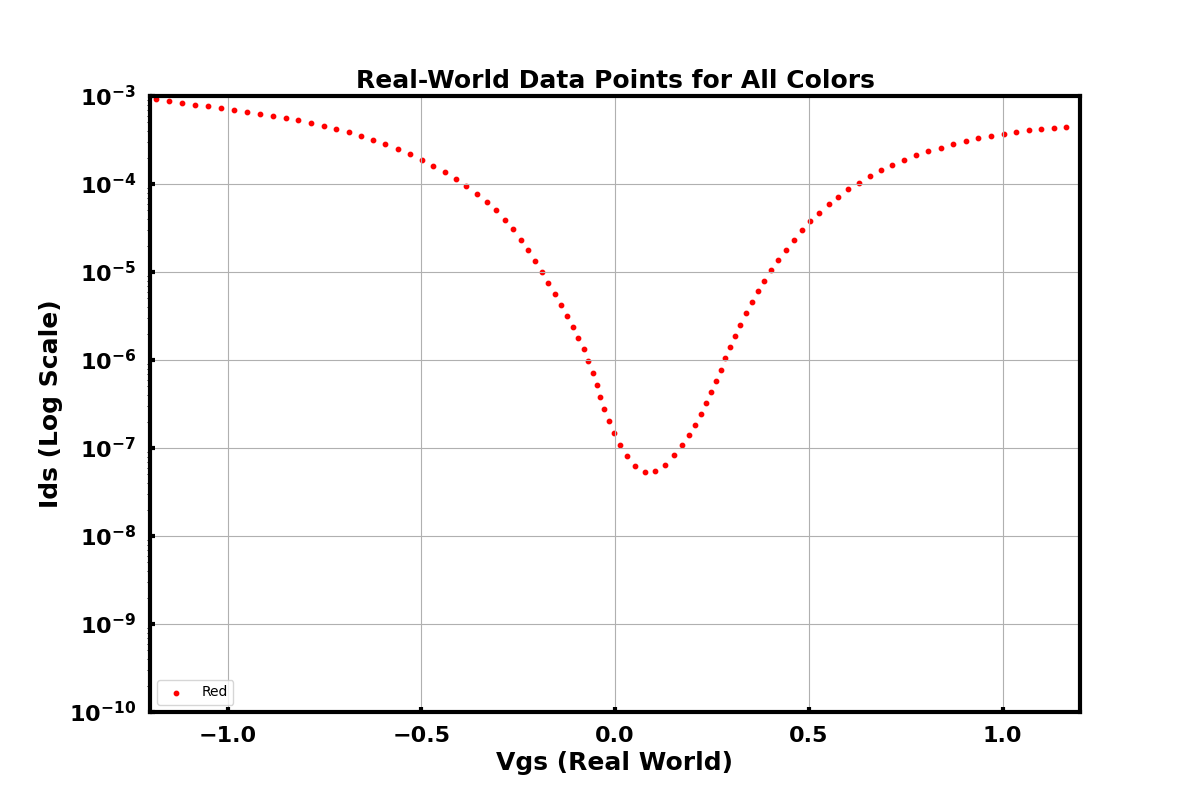 Real-World Data Points for All Colors
10⁻³
10⁻⁴
10⁻⁵
10⁻⁶
10⁻⁷
10⁻⁸
10⁻⁹
10⁻¹⁰
Ids (Log Scale)
Red
−1.0 −0.5 0.0 0.5 1.0
Vgs (Real World)